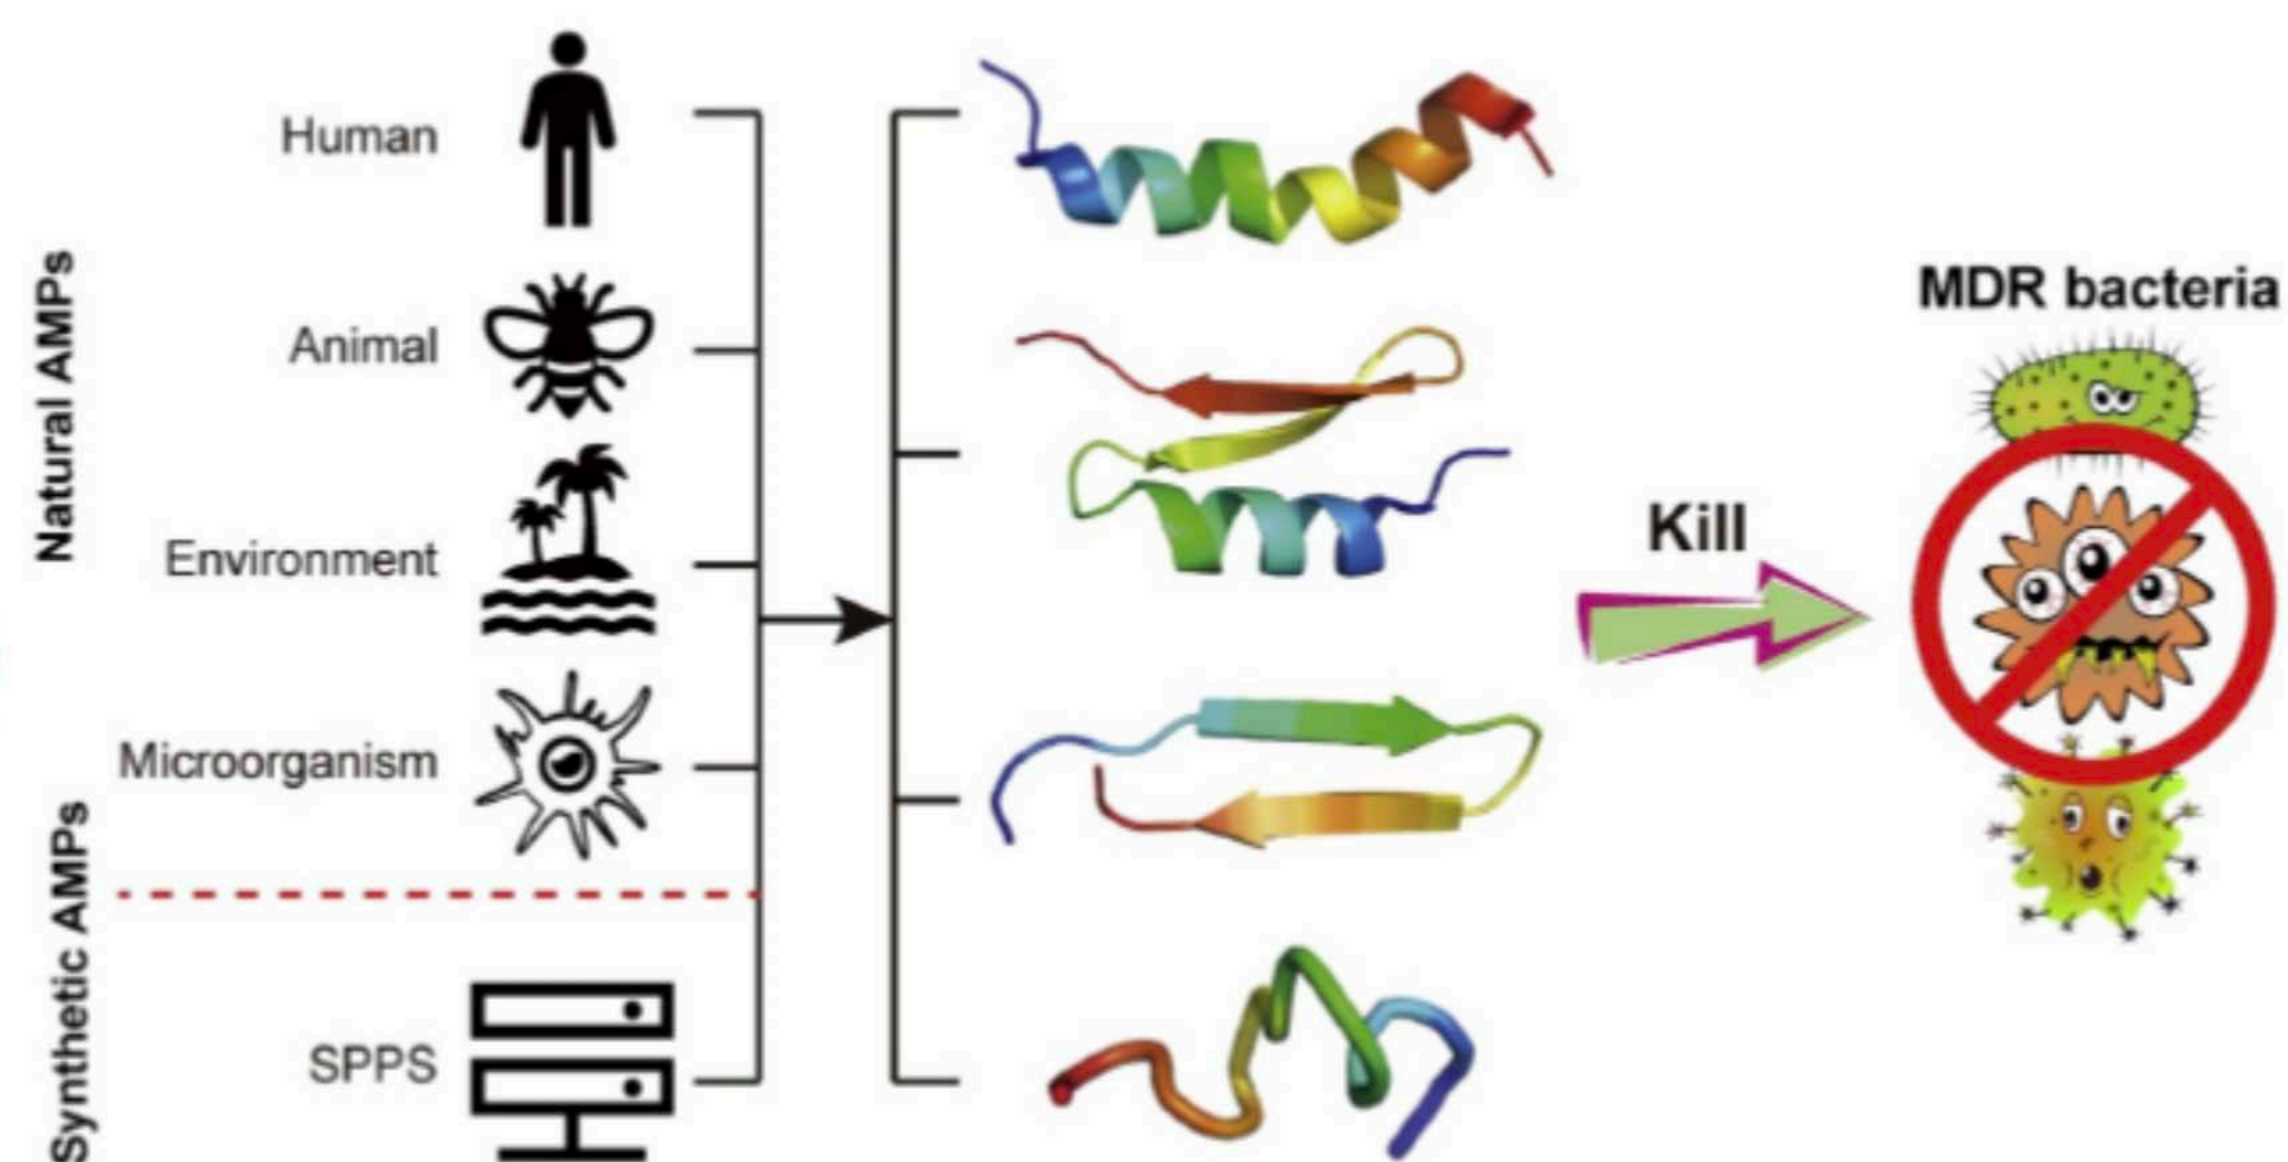 Natural AMPs
Human
Animal
Environment
Microorganism
Synthetic AMPs
SPPS
Kill
MDR bacteria